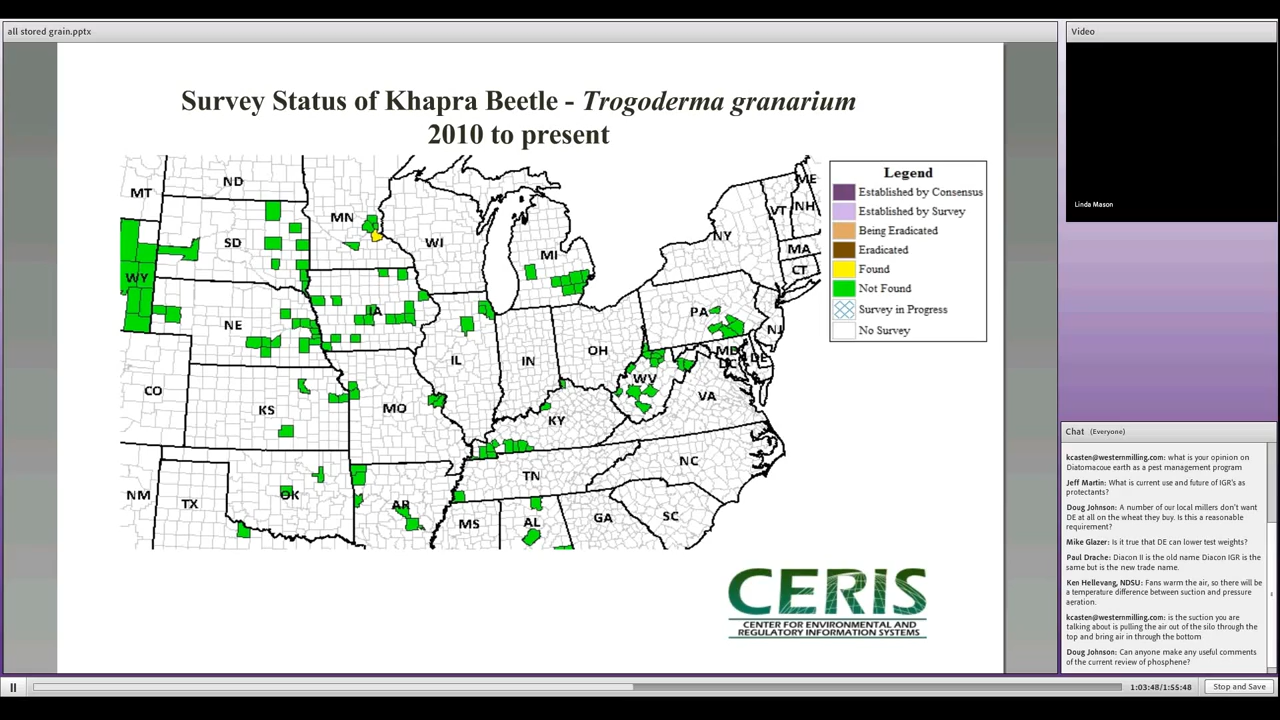 all stored grain.pptx
Survey Status of Khapra Beetle - Trogoderma granarium
2010 to present
MT
ND
MN
SD
WI
WY
NE
IA
MI
NY
VT
NH
ME
MA
CT
PA
NJ
IL
IN
OH
MD
DC
DE
CO
KS
MO
KY
WV
VA
NM
TX
OK
AR
TN
NC
MS
AL
GA
SC
Legend
Established by Consensus
Established by Survey
Being Eradicated
Eradicated
Found
Not Found
Survey in Progress
No Survey
CERIS
CENTER FOR ENVIRONMENTAL AND
REGULATORY INFORMATION SYSTEMS
Video
Linda Mason
Chat (Everyone)
kcasten@westernmilling.com: what is your opinion on
Diatomacoue earth as a pest management program
Jeff Martin: What is current use and future of IGR's as
protectants?
Doug Johnson: A number of our local millers don't want
DE at all on the wheat they buy. Is this a reasonable
requirement?
Mike Glazer: Is it true that DE can lower test weights?
Paul Drache: Diacon II is the old name Diacon IGR is the
same but is the new trade name.
Ken Hellevang, NDSU: Fans warm the air, so there will be
a temperature difference between suction and pressure
aeration.
kcasten@westernmilling.com: is the suction you are
talking about is pulling the air out of the silo through the
top and bring air in through the bottom
Doug Johnson: Can anyone make any useful comments
of the current review of phosphene?
1:03:48/1:55:48
Stop and Save